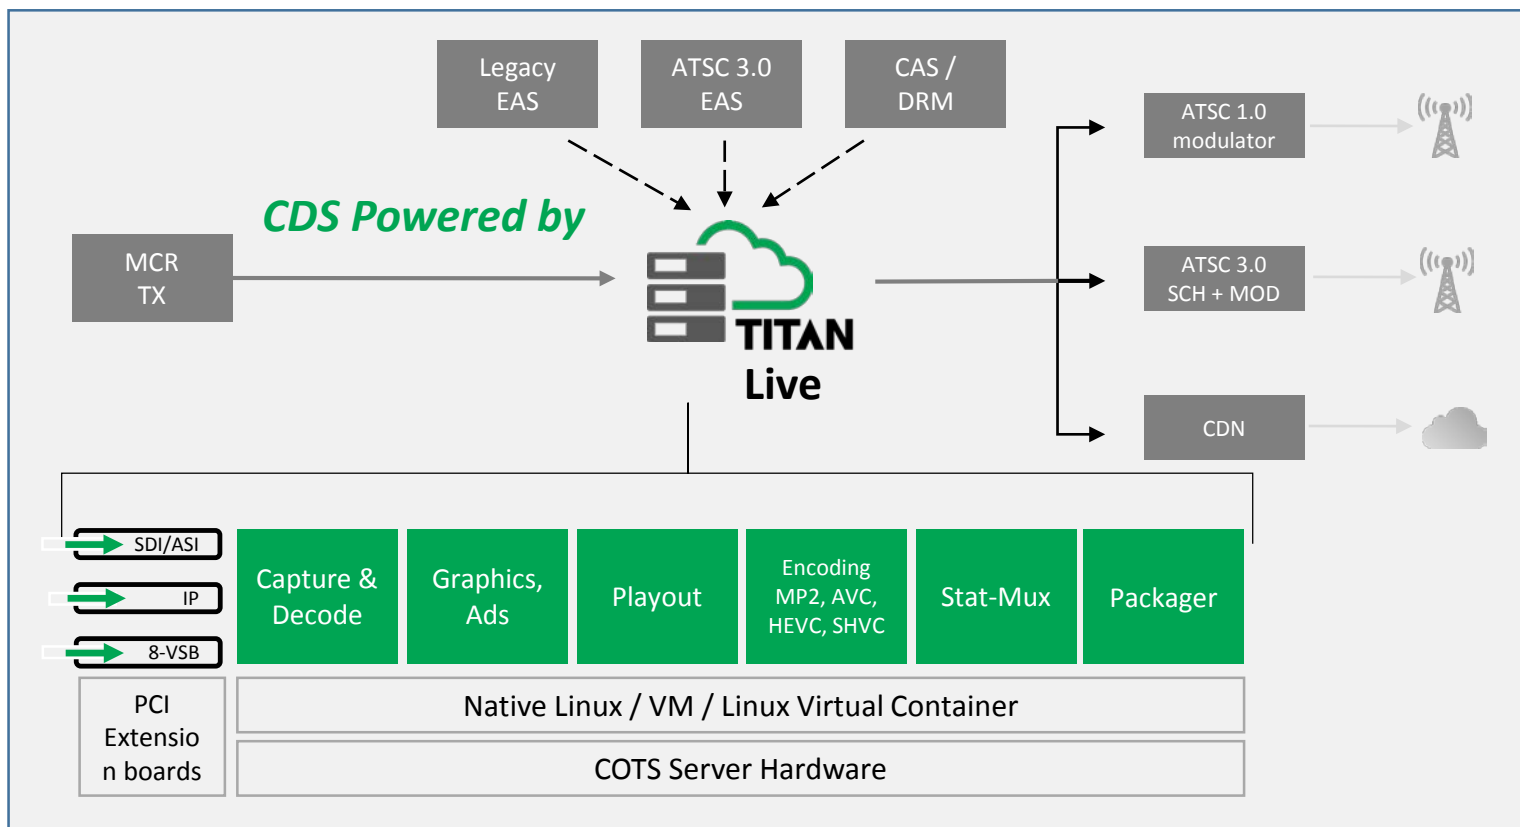 Legacy
EAS
ATSC 3.0
EAS
CAS /
DRM
ATSC 1.0
modulator
CDS Powered by
MCR
TX
ATSC 3.0
SCH + MOD
TITAN
Live
CDN
SDI/ASI
IP
8-VSB
Capture &
Decode
Graphics,
Ads
Playout
Encoding
MP2, AVC,
HEVC, SHVC
Stat-Mux
Packager
PCI
Extensio
n boards
Native Linux / VM / Linux Virtual Container
COTS Server Hardware